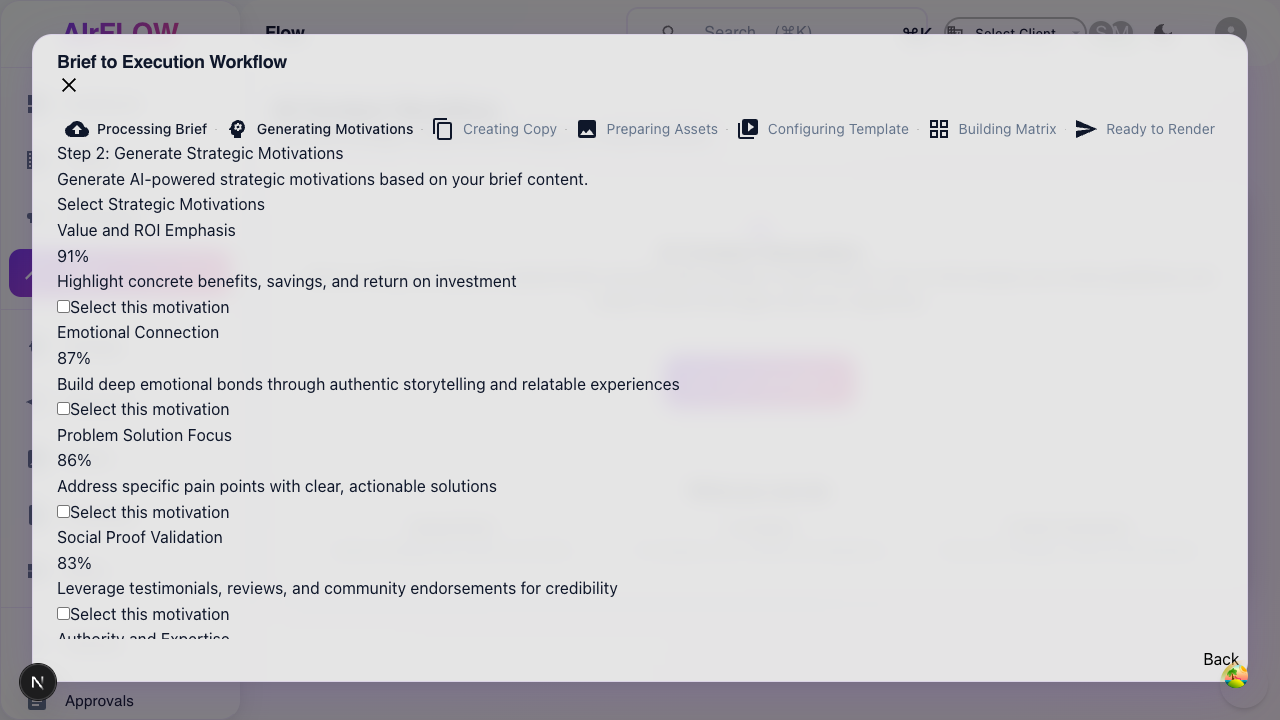 AIrFLOW
Flow
Search... (⌘K)
⌘K
Select Client
S
M
Brief to Execution Workflow
Processing Brief · Generating Motivations · Creating Copy · Preparing Assets · Configuring Template · Building Matrix · Ready to Render
Step 2: Generate Strategic Motivations
Generate AI-powered strategic motivations based on your brief content.
Select Strategic Motivations
Value and ROI Emphasis
91%
Highlight concrete benefits, savings, and return on investment
Select this motivation
Emotional Connection
87%
Build deep emotional bonds through authentic storytelling and relatable experiences
Select this motivation
Problem Solution Focus
86%
Address specific pain points with clear, actionable solutions
Select this motivation
Social Proof Validation
83%
Leverage testimonials, reviews, and community endorsements for credibility
Select this motivation
Authority and Expertise
Back
N
Approvals